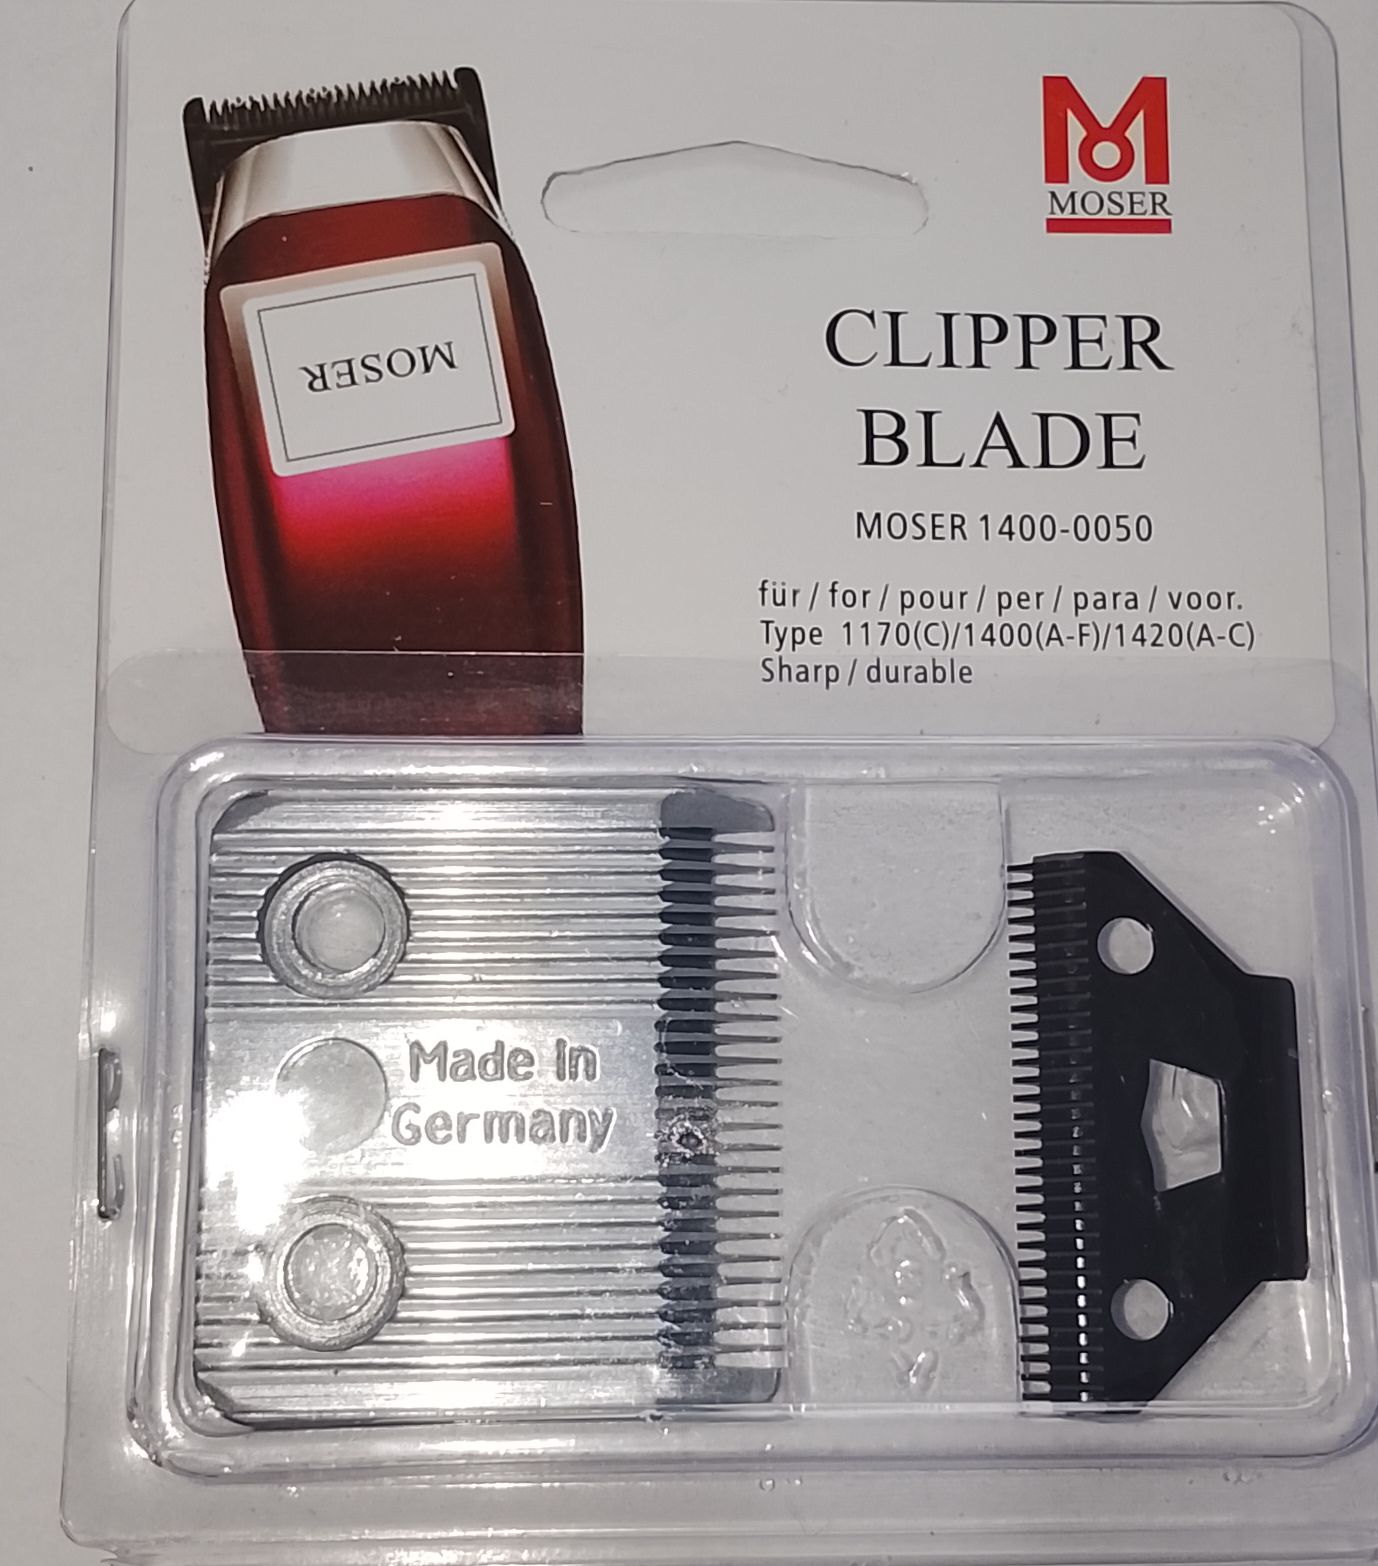 MOSER
MOSER
CLIPPER
BLADE
MOSER 1400-0050
für / for / pour / per / para / voor.
Type 1170(C)/1400(A-F)/1420(A-C)
Sharp / durable
Made In
Germany